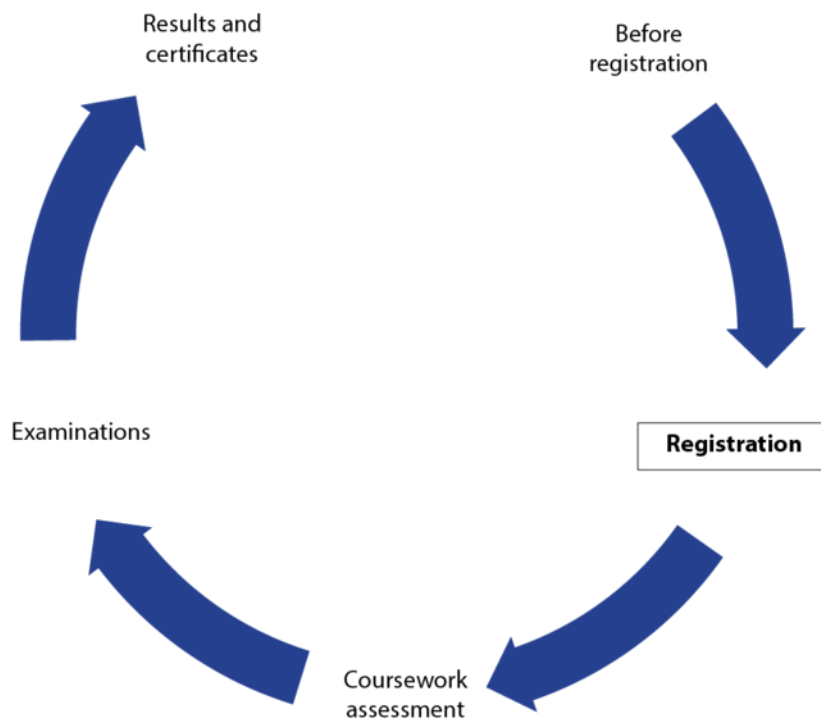 Results and
certificates
Before
registration
Registration
Examinations
Coursework
assessment